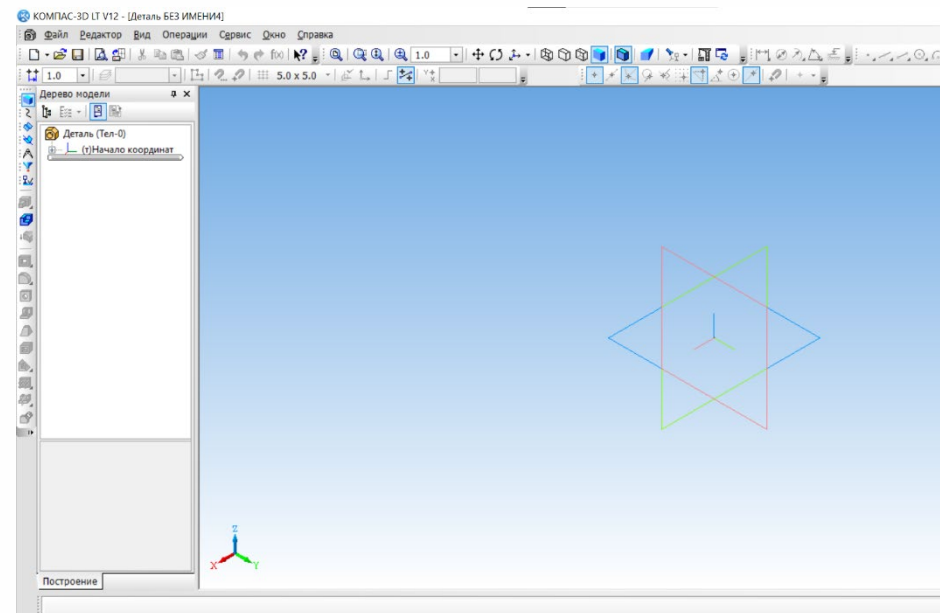 КОМПАС-3D LT V12 - [Деталь БЕЗ ИМЕНИ4]
Файл Редактор Вид Операции Сервис Окно Справка
f(x) 1.0
1.0 5.0 x 5.0
Дерево модели
Деталь (Тел-0)
(т)Начало координат
Z
X Y
Построение